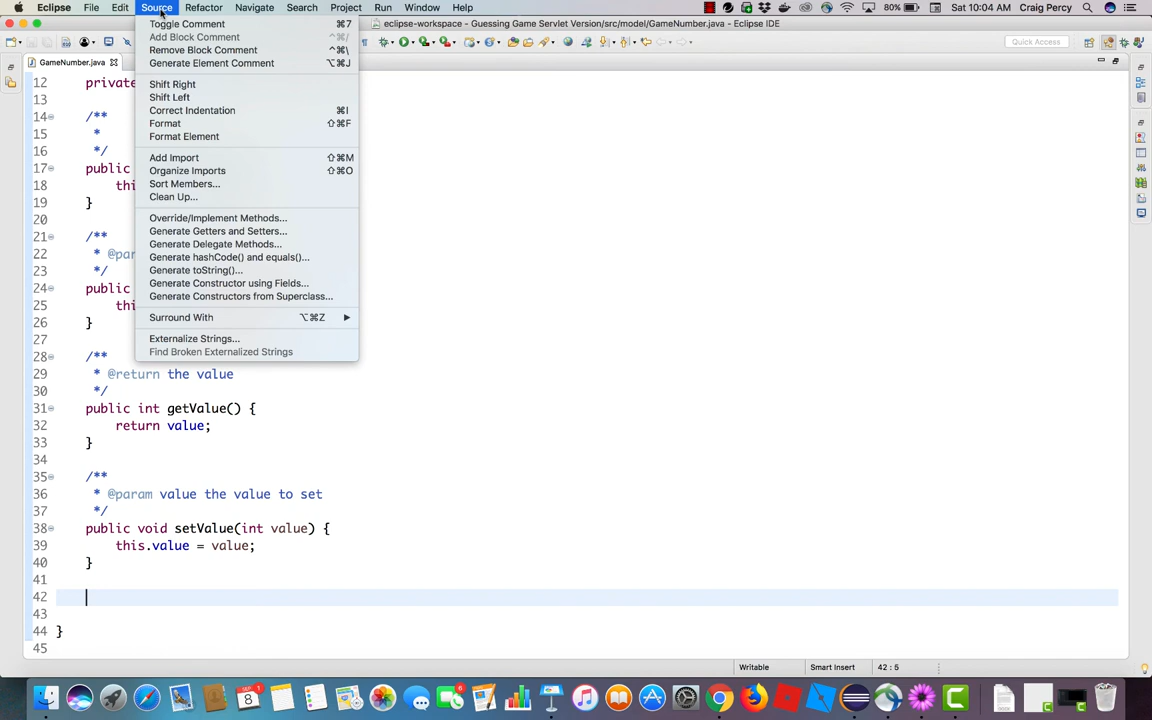 Eclipse File Edit Source Refactor Navigate Search Project Run Window Help 80% Sat 10:04 AM Craig Percy
eclipse-workspace - Guessing Game Servlet Version/src/model/GameNumber.java - Eclipse IDE
Quick Access
GameNumber.java
Toggle Comment ⌘7
Add Block Comment ^⌘/
Remove Block Comment ^⌘\
Generate Element Comment ⌥⌘J
Shift Right
Shift Left
Correct Indentation ⌘I
Format ⇧⌘F
Format Element
Add Import ⇧⌘M
Organize Imports ⇧⌘O
Sort Members...
Clean Up...
Override/Implement Methods...
Generate Getters and Setters...
Generate Delegate Methods...
Generate hashCode() and equals()...
Generate toString()...
Generate Constructor using Fields...
Generate Constructors from Superclass...
Surround With ⌥⌘Z
Externalize Strings...
Find Broken Externalized Strings
12 private
13
14 /**
15 *
16 */
17 public
18 this
19 }
20
21 /**
22 * @par
23 */
24 public
25 this
26 }
27
28 /**
29 * @return the value
30 */
31 public int getValue() {
32 return value;
33 }
34
35 /**
36 * @param value the value to set
37 */
38 public void setValue(int value) {
39 this.value = value;
40 }
41
42
43
44 }
45
Writable Smart Insert 42 : 5